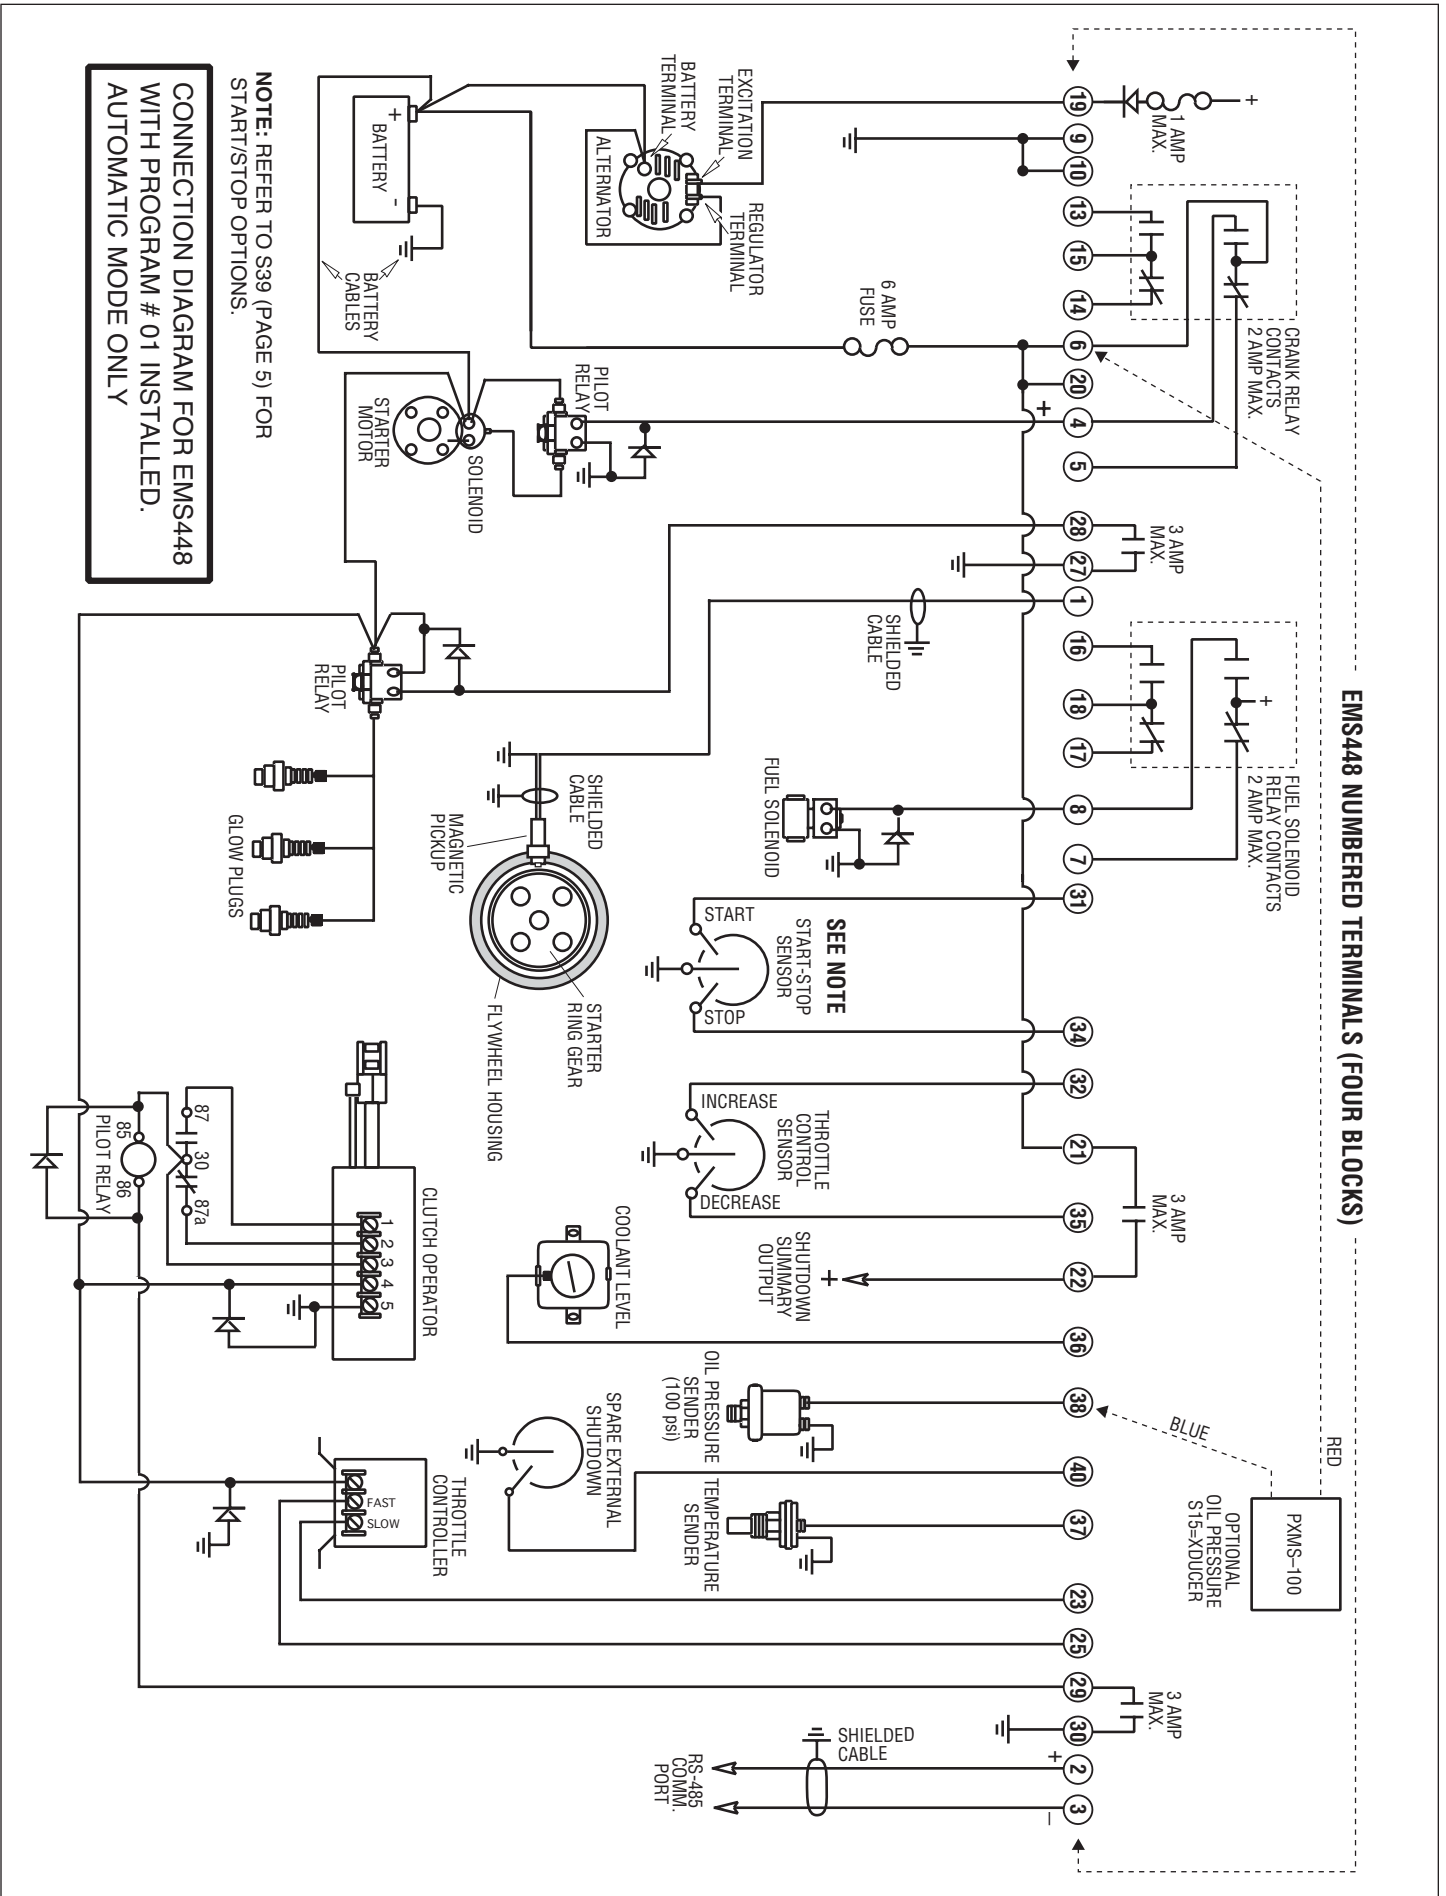 EMS448 NUMBERED TERMINALS (FOUR BLOCKS)
RED
BLUE
PXMS–100
OPTIONAL
OIL PRESSURE
S15=XDUCER
+
1 AMP
MAX.
CRANK RELAY
CONTACTS
2 AMP MAX.
3 AMP
MAX.
+
FUEL SOLENOID
RELAY CONTACTS
2 AMP MAX.
3 AMP
MAX.
3 AMP
MAX.
19
9
10
13
15
14
6
20
4
5
28
27
1
16
18
17
8
7
31
34
32
21
35
22
36
38
40
37
23
25
29
30
2
3
+
+
–
6 AMP
FUSE
SHIELDED
CABLE
SEE NOTE
START-STOP
SENSOR
START
STOP
THROTTLE
CONTROL
SENSOR
INCREASE
DECREASE
SHUTDOWN
SUMMARY
OUTPUT
+
SHIELDED
CABLE
RS-485
COMM.
PORT
EXCITATION
TERMINAL
BATTERY
TERMINAL
REGULATOR
TERMINAL
ALTERNATOR
FUEL SOLENOID
OIL PRESSURE
SENDER
(100 psi)
TEMPERATURE
SENDER
PILOT
RELAY
SOLENOID
STARTER
MOTOR
+
BATTERY
-
BATTERY
CABLES
SHIELDED
CABLE
MAGNETIC
PICKUP
STARTER
RING GEAR
FLYWHEEL HOUSING
COOLANT LEVEL
SPARE EXTERNAL
SHUTDOWN
PILOT
RELAY
GLOW PLUGS
CLUTCH OPERATOR
1
2
3
4
5
THROTTLE
CONTROLLER
FAST
SLOW
87
30
87a
85
86
PILOT RELAY
NOTE: REFER TO S39 (PAGE 5) FOR
START/STOP OPTIONS.
CONNECTION DIAGRAM FOR EMS448
WITH PROGRAM # 01 INSTALLED.
AUTOMATIC MODE ONLY